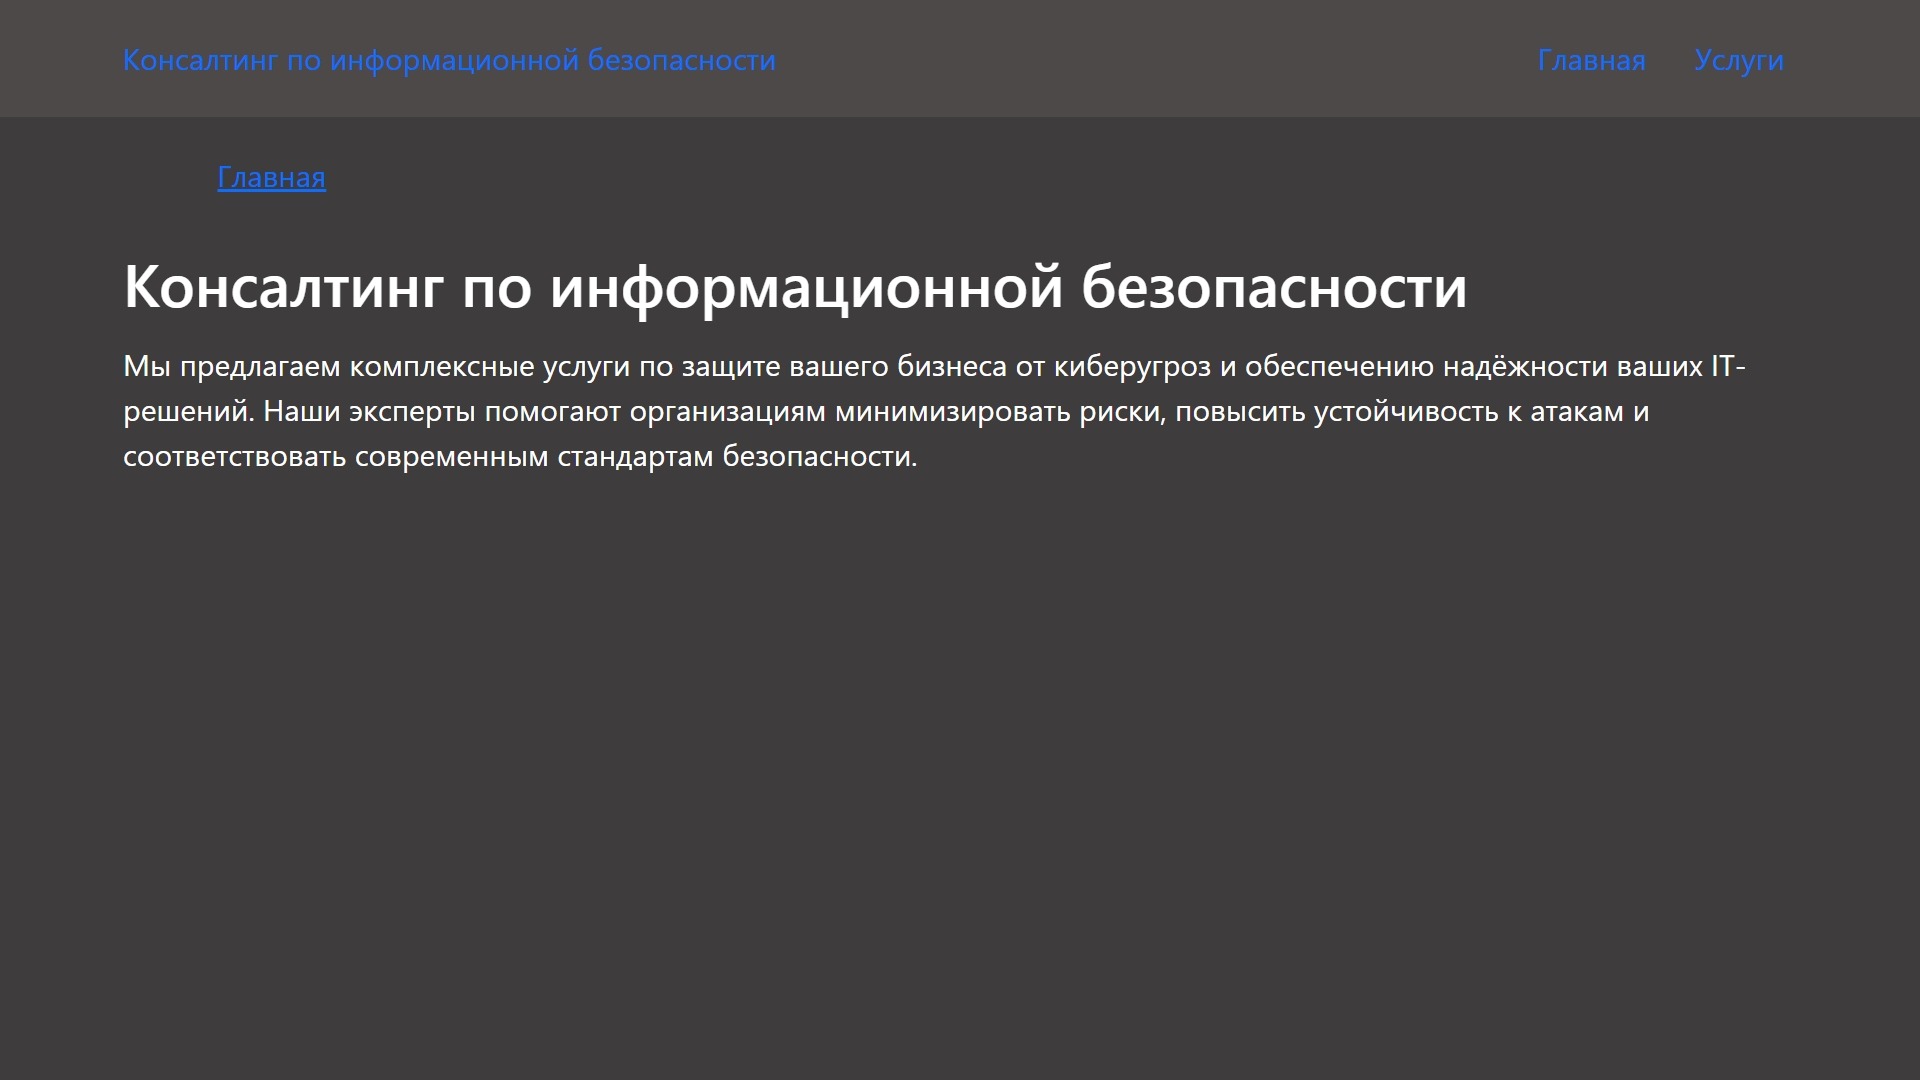 Консалтинг по информационной безопасности
Главная
Услуги
Главная
Консалтинг по информационной безопасности
Мы предлагаем комплексные услуги по защите вашего бизнеса от киберугроз и обеспечению надёжности ваших IT-
решений. Наши эксперты помогают организациям минимизировать риски, повысить устойчивость к атакам и
соответствовать современным стандартам безопасности.